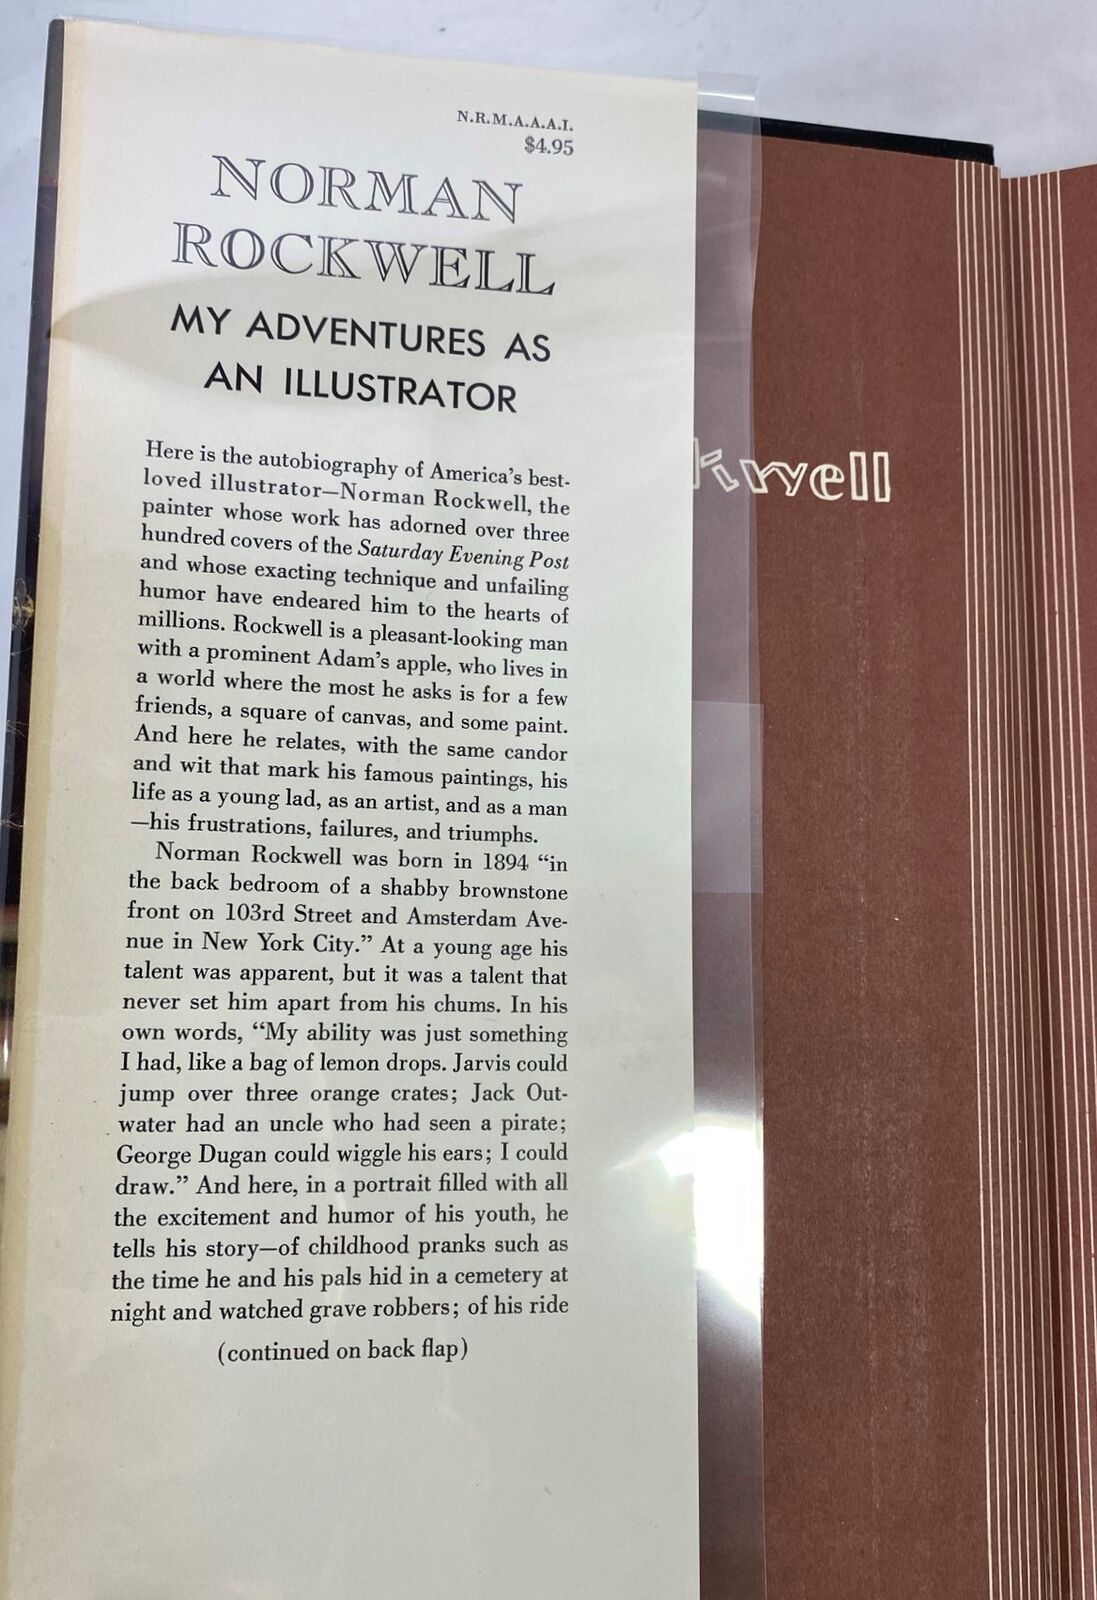 N.R.M.A.A.A.I.
$4.95
NORMAN
ROCKWELL
MY ADVENTURES AS
AN ILLUSTRATOR
Here is the autobiography of America's best-
loved illustrator—Norman Rockwell, the
painter whose work has adorned over three
hundred covers of the Saturday Evening Post
and whose exacting technique and unfailing
humor have endeared him to the hearts of
millions. Rockwell is a pleasant-looking man
with a prominent Adam's apple, who lives in
a world where the most he asks is for a few
friends, a square of canvas, and some paint.
And here he relates, with the same candor
and wit that mark his famous paintings, his
life as a young lad, as an artist, and as a man
—his frustrations, failures, and triumphs.
Norman Rockwell was born in 1894 “in
the back bedroom of a shabby brownstone
front on 103rd Street and Amsterdam Ave-
nue in New York City.” At a young age his
talent was apparent, but it was a talent that
never set him apart from his chums. In his
own words, “My ability was just something
I had, like a bag of lemon drops. Jarvis could
jump over three orange crates; Jack Out-
water had an uncle who had seen a pirate;
George Dugan could wiggle his ears; I could
draw.” And here, in a portrait filled with all
the excitement and humor of his youth, he
tells his story—of childhood pranks such as
the time he and his pals hid in a cemetery at
night and watched grave robbers; of his ride
(continued on back flap)
kwell